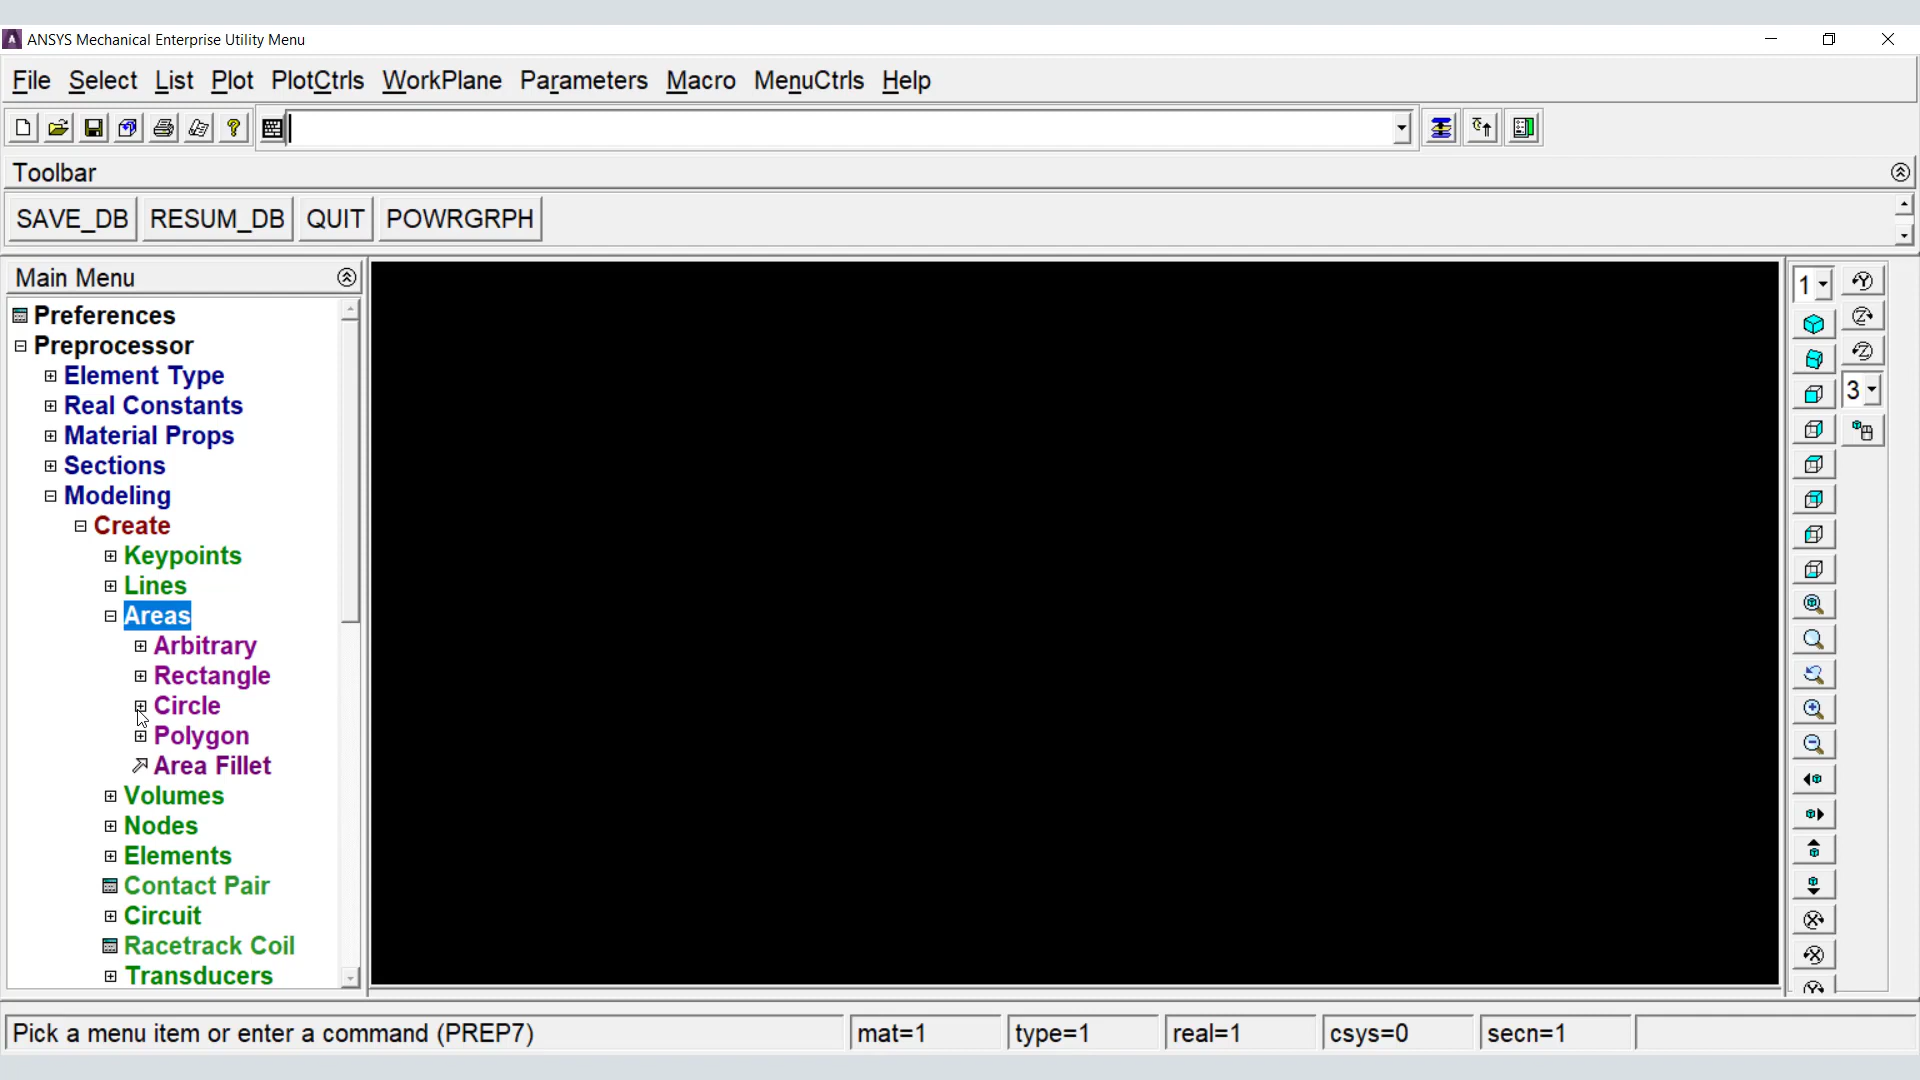 ANSYS Mechanical Enterprise Utility Menu
File Select List Plot PlotCtrls WorkPlane Parameters Macro MenuCtrls Help
Toolbar
SAVE_DB RESUM_DB QUIT POWRGRPH
Main Menu
Preferences
Preprocessor
Element Type
Real Constants
Material Props
Sections
Modeling
Create
Keypoints
Lines
Areas
Arbitrary
Rectangle
Circle
Polygon
Area Fillet
Volumes
Nodes
Elements
Contact Pair
Circuit
Racetrack Coil
Transducers
1
3
Pick a menu item or enter a command (PREP7) mat=1 type=1 real=1 csys=0 secn=1